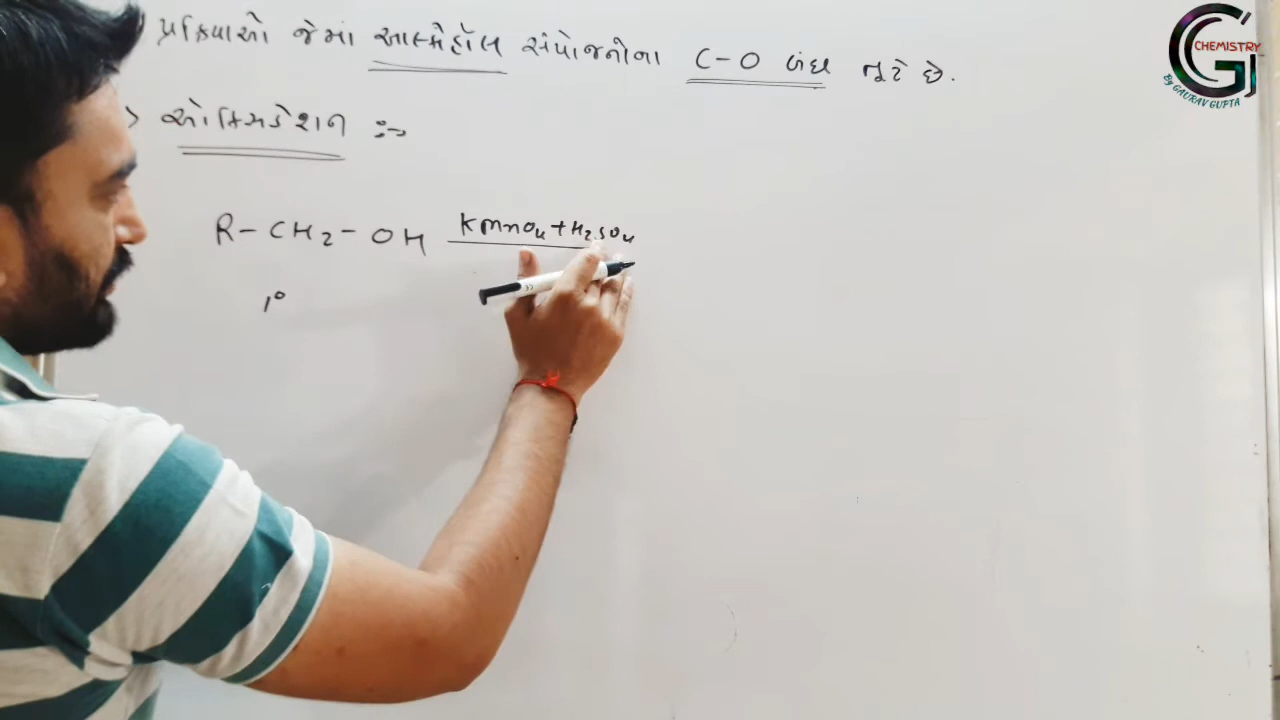 પ્રક્રિયાઓ જેમાં આલ્કોહોલ સંયોજનોના C-O બંધ તૂટે છે.
> ઓક્સિડેશન :-
R-CH₂-OH KMnO₄+H₂SO₄
1°
CHEMISTRY
By GAURAV GUPTA